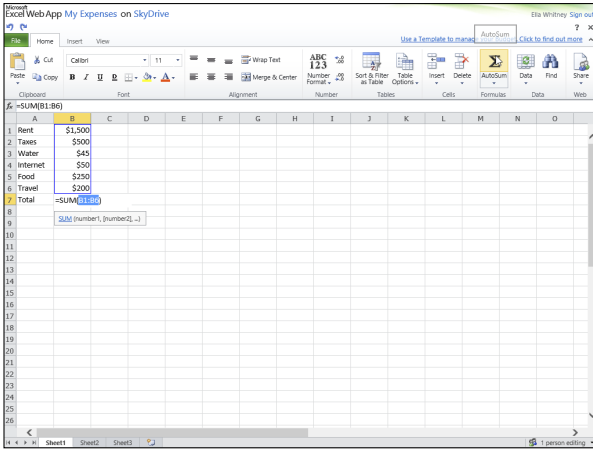 Microsoft
Excel Web App My Expenses on SkyDrive Ella Whitney Sign out
? ×
File Home Insert View Use a Template to manage Click to find out more
AutoSum
Paste Cut Copy
Calibri 11
B I U D A
Wrap Text
Merge & Center
ABC 123 Number Format
.00 .0
Sort & Filter as Table
Table Options
Insert Delete
Σ AutoSum
Data Find Share
Clipboard Font Alignment Number Tables Cells Formulas Data Web
fx =SUM(B1:B6)
A B C D E F G H I J K L M N O
1 Rent $1,500
2 Taxes $500
3 Water $45
4 Internet $50
5 Food $250
6 Travel $200
7 Total =SUM(B1:B6)
8
SUM (number1, [number2], ...)
9
10
11
12
13
14
15
16
17
18
19
20
21
22
23
24
25
26
Sheet1 Sheet2 Sheet3 1 person editing